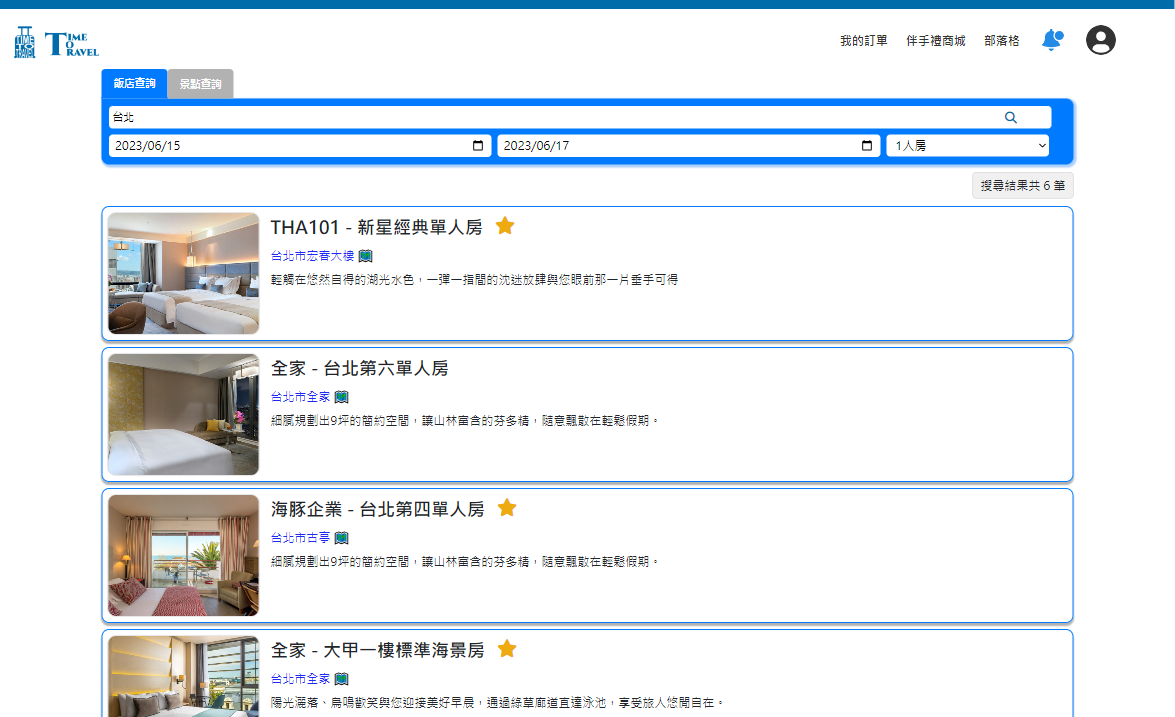 TIME TO TRAVEL
TIME TO TRAVEL
我的訂單 伴手禮商城 部落格
飯店查詢 景點查詢
台北
2023/06/15 2023/06/17 1人房
搜尋結果共 6 筆
THA101 - 新星經典單人房
台北市宏春大樓
輕觸在悠然自得的湖光水色，一彈一指間的沈迷放肆與您眼前那一片垂手可得
全家 - 台北第六單人房
台北市全家
細膩規劃出9坪的簡約空間，讓山林富含的芬多精，隨意飄散在輕鬆假期。
海豚企業 - 台北第四單人房
台北市古亭
細膩規劃出9坪的簡約空間，讓山林富含的芬多精，隨意飄散在輕鬆假期。
全家 - 大甲一樓標準海景房
台北市全家
陽光灑落、鳥鳴歡笑與您迎接美好早晨，通過綠草廊道直達泳池，享受旅人悠閒自在。